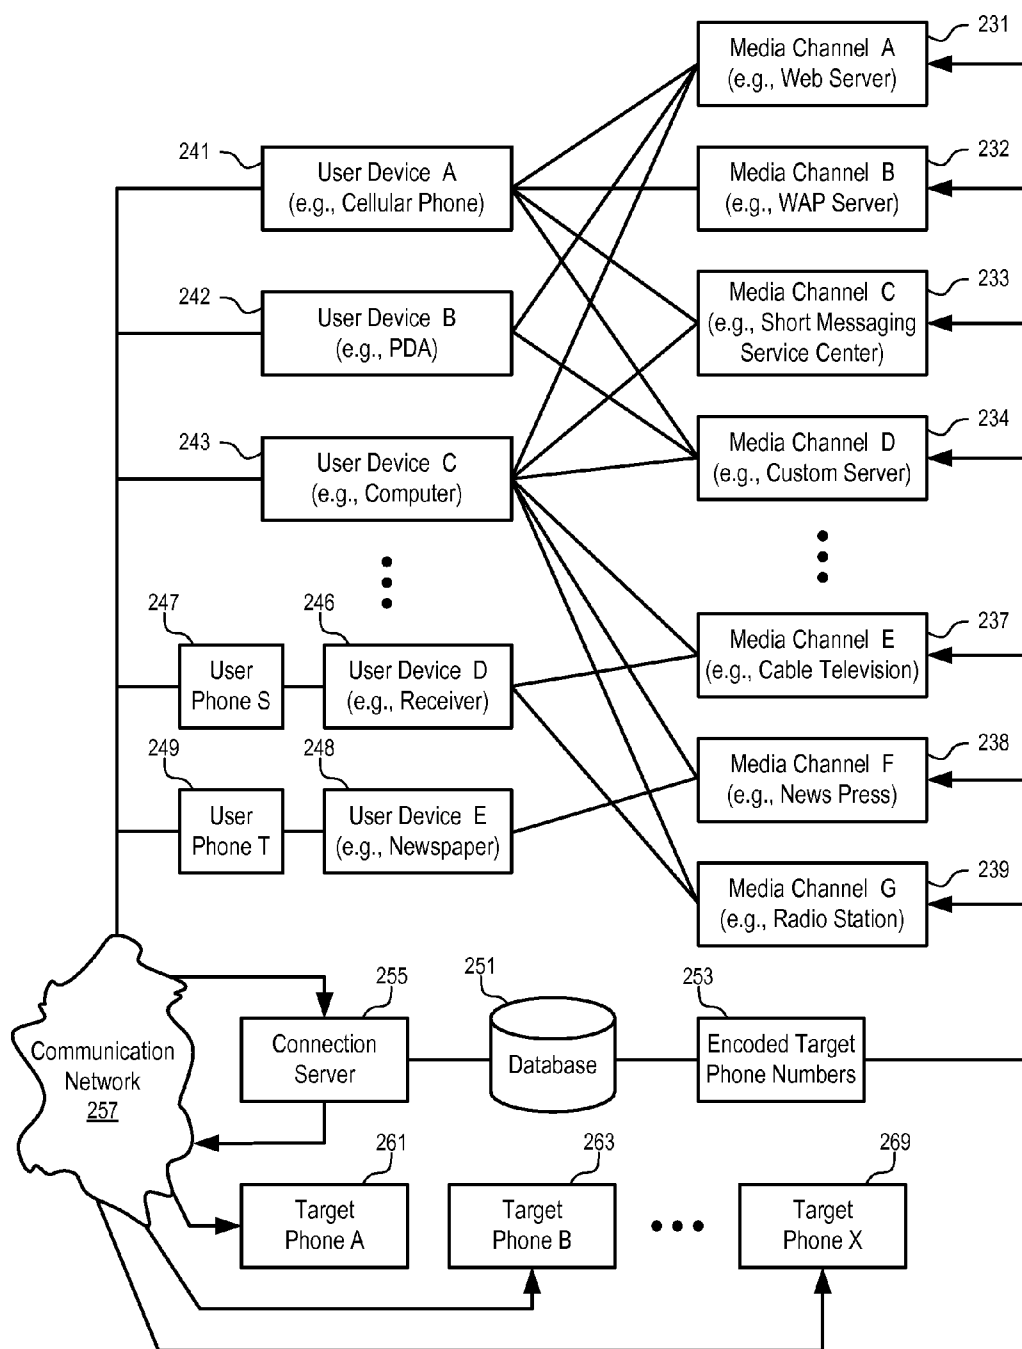 231
Media Channel A
(e.g., Web Server)
241
User Device A
(e.g., Cellular Phone)
232
Media Channel B
(e.g., WAP Server)
242
User Device B
(e.g., PDA)
233
Media Channel C
(e.g., Short Messaging
Service Center)
243
User Device C
(e.g., Computer)
234
Media Channel D
(e.g., Custom Server)
247
User
Phone S
246
User Device D
(e.g., Receiver)
237
Media Channel E
(e.g., Cable Television)
249
User
Phone T
248
User Device E
(e.g., Newspaper)
238
Media Channel F
(e.g., News Press)
239
Media Channel G
(e.g., Radio Station)
Communication
Network
257
255
Connection
Server
251
Database
253
Encoded Target
Phone Numbers
261
Target
Phone A
263
Target
Phone B
269
Target
Phone X